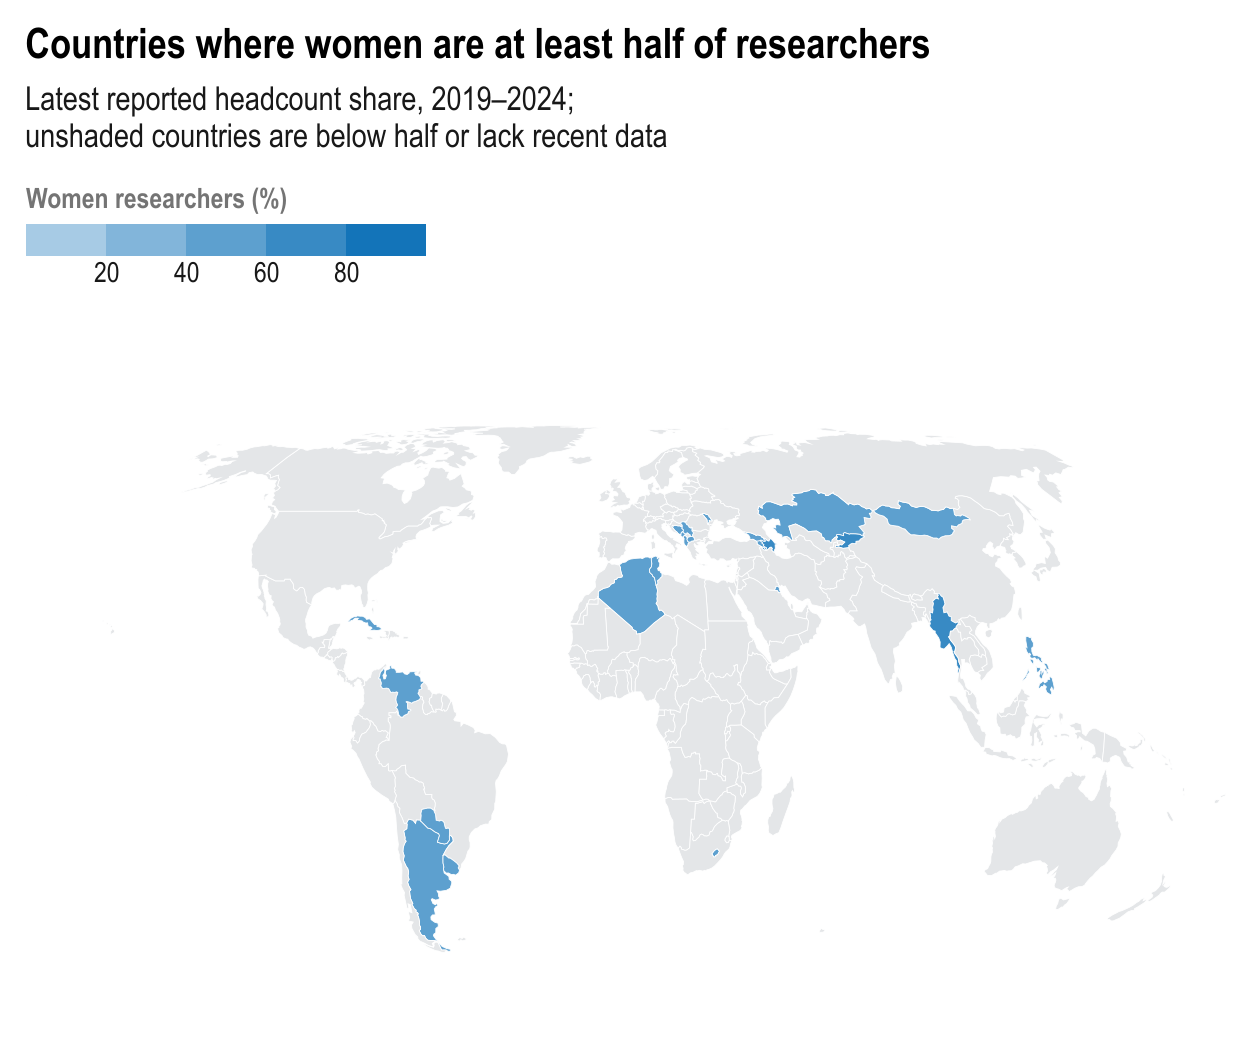 Countries where women are at least half of researchers
Latest reported headcount share, 2019–2024;
unshaded countries are below half or lack recent data
Women researchers (%)
20 40 60 80